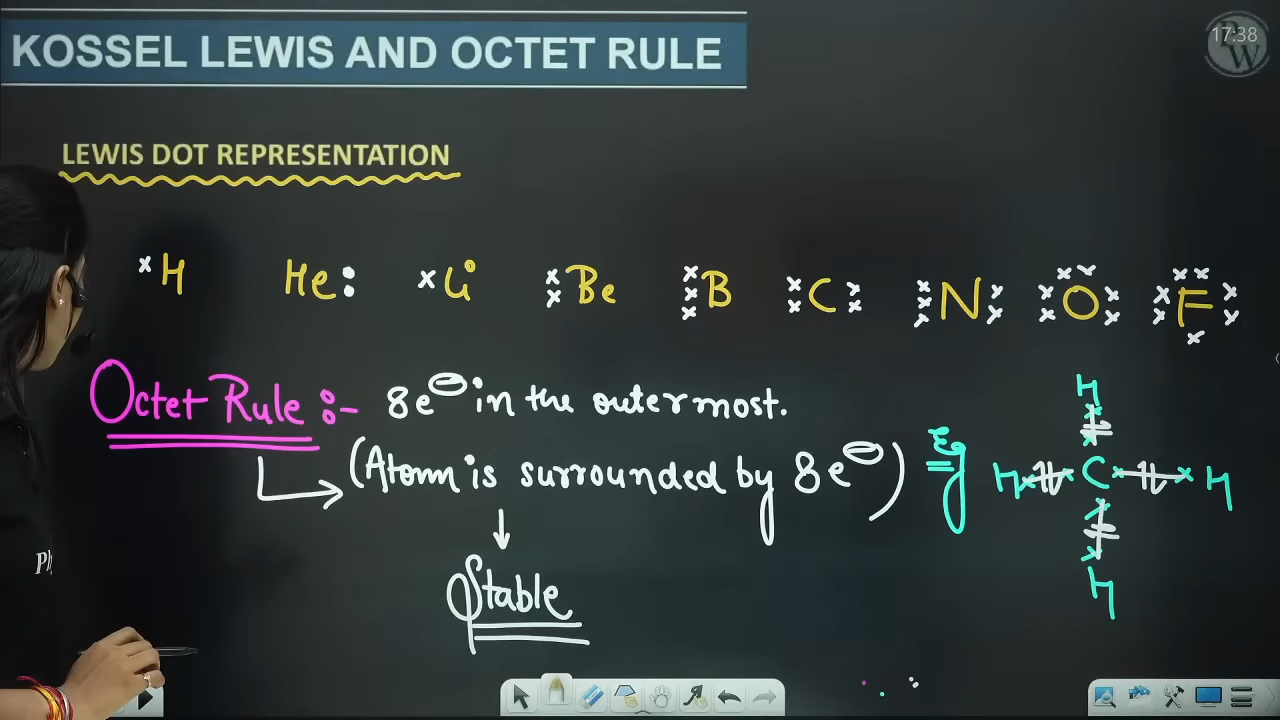 KOSSEL LEWIS AND OCTET RULE
17:38
PW
LEWIS DOT REPRESENTATION
H He Li Be B C N O F
Octet Rule :- 8e⊖ in the outermost.
(Atom is surrounded by 8e⊖) Eg
Stable
H
H C H
H